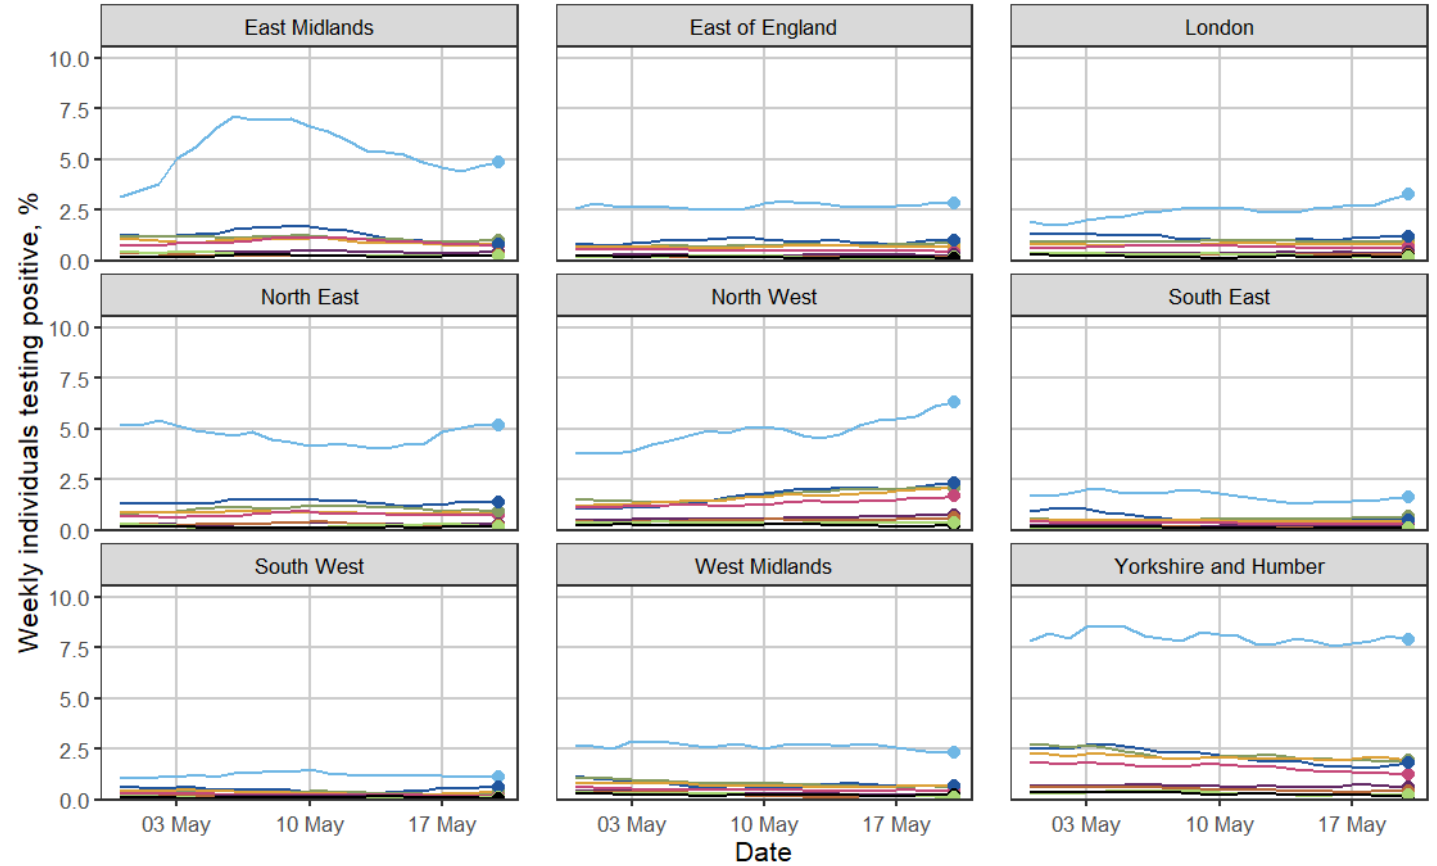 East Midlands
East of England
London
10.0
7.5
5.0
2.5
0.0
North East
North West
South East
10.0
7.5
5.0
2.5
0.0
South West
West Midlands
Yorkshire and Humber
10.0
7.5
5.0
2.5
0.0
03 May 10 May 17 May
03 May 10 May 17 May
03 May 10 May 17 May
Date
Weekly individuals testing positive, %